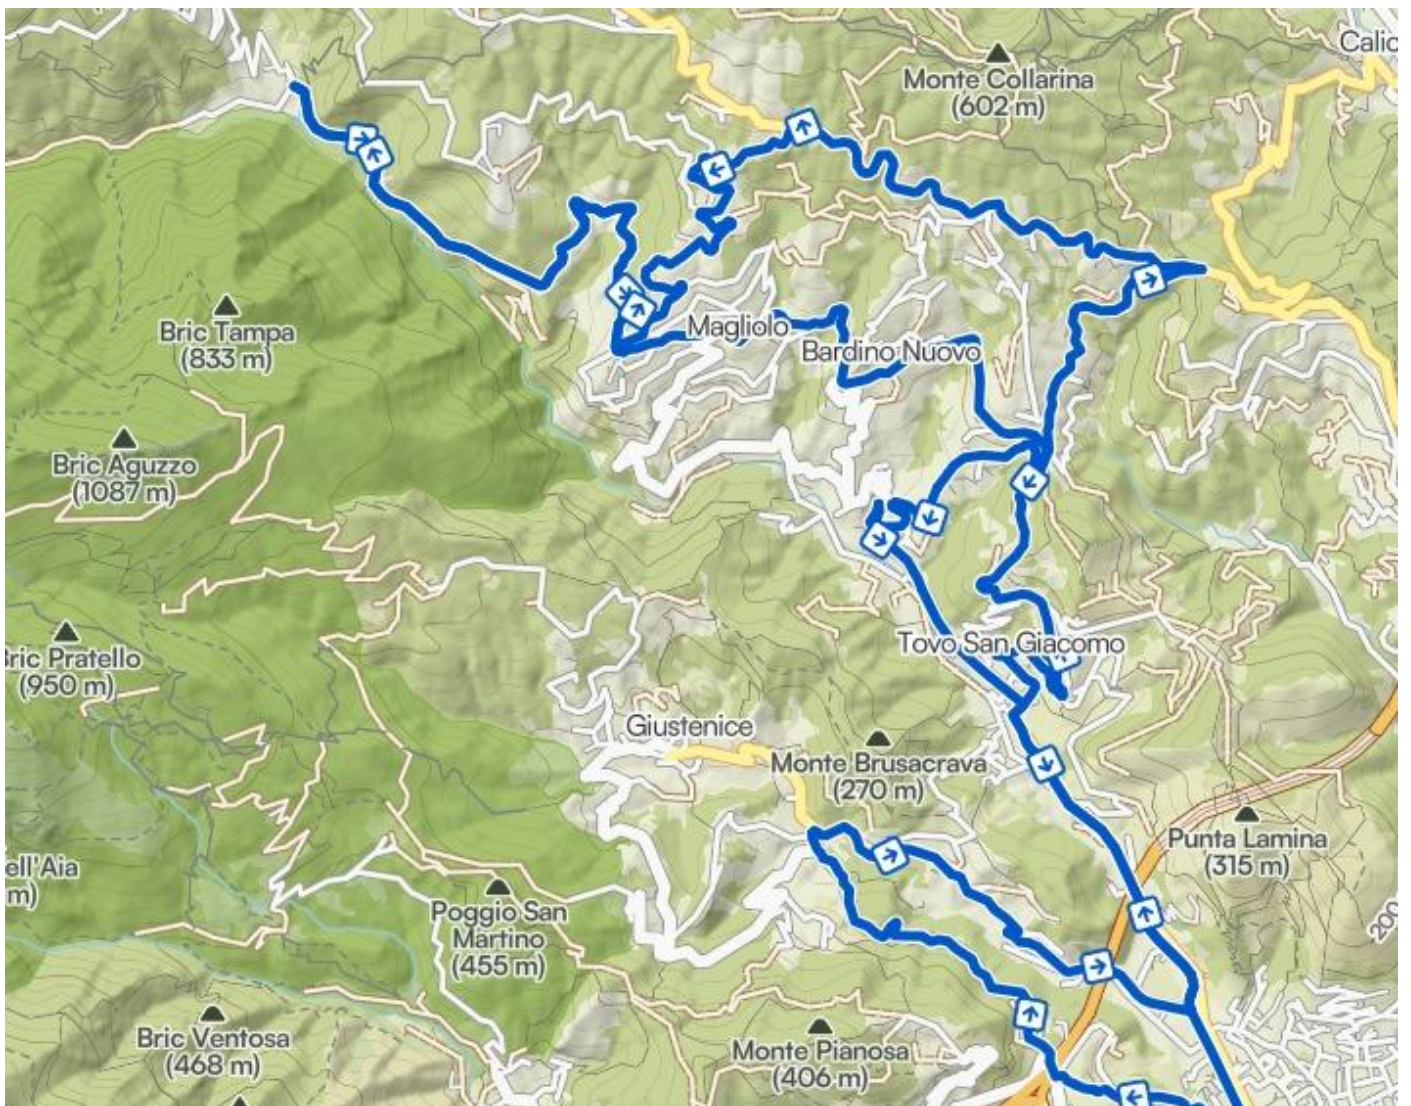 Monte Collarina
(602 m)
Calic
Bric Tampa
(833 m)
Magliolo
Bardino Nuovo
Bric Aguzzo
(1087 m)
Tovo San Giacomo
Bric Pratello
(950 m)
Giustenice
Monte Brusacrava
(270 m)
Punta Lamina
(315 m)
ell'Aia
m)
Poggio San
Martino
(455 m)
200
Bric Ventosa
(468 m)
Monte Pianosa
(406 m)